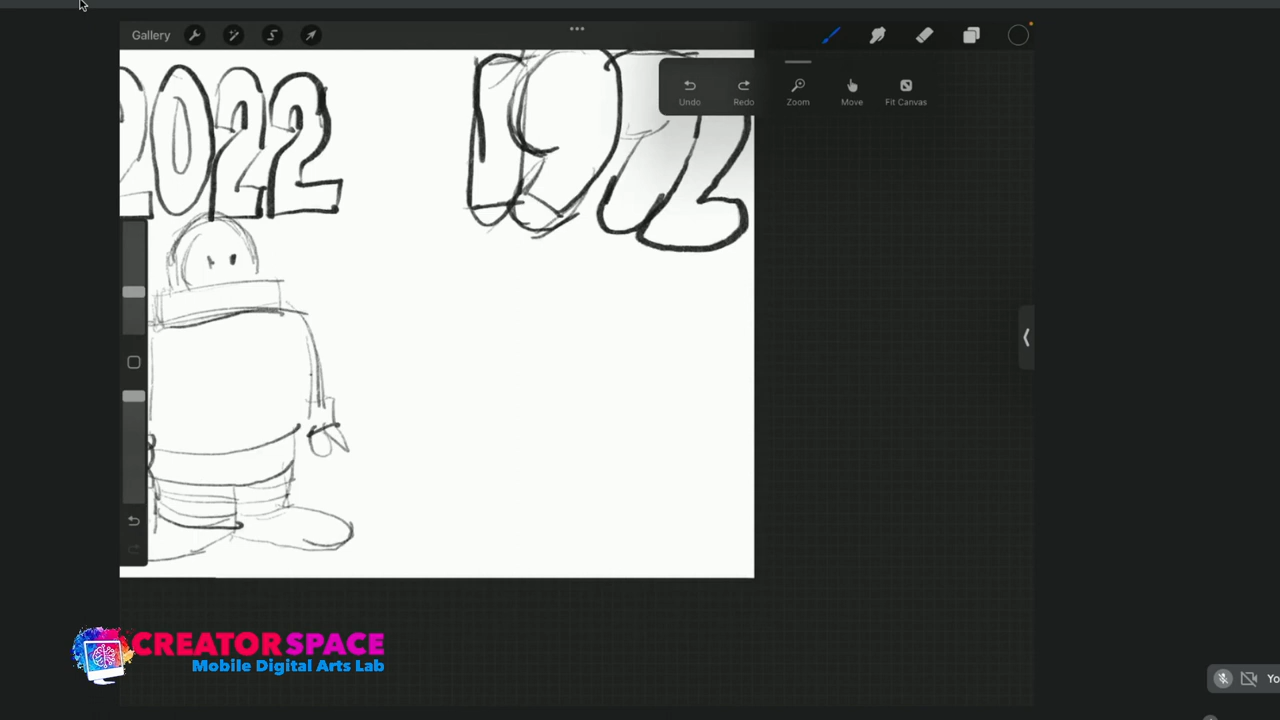 Gallery
2022
Undo
Redo
Zoom
Move
Fit Canvas
CREATORSPACE
Mobile Digital Arts Lab